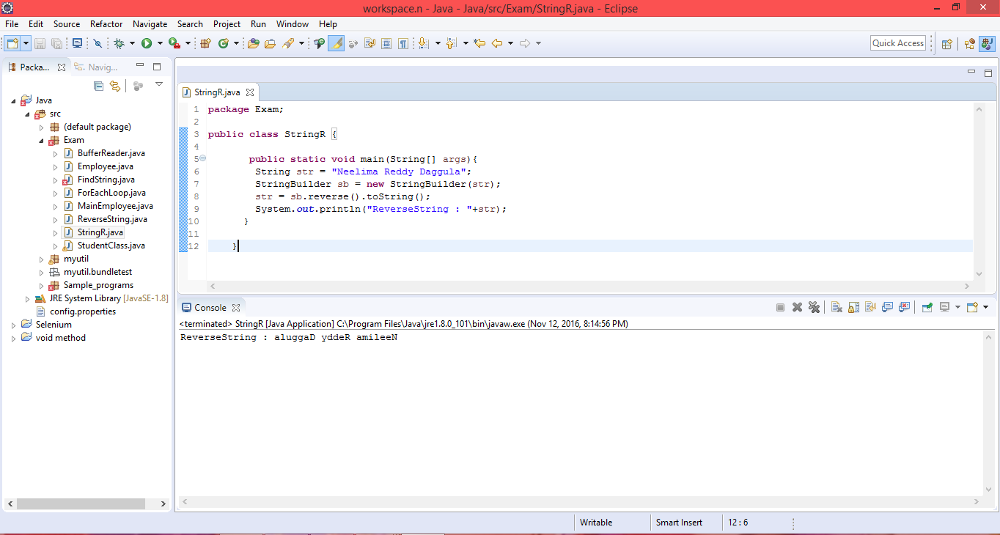 workspace.n - Java - Java/src/Exam/StringR.java - Eclipse
File Edit Source Refactor Navigate Search Project Run Window Help
Quick Access
Packa... Navig...
Java
src
(default package)
Exam
BufferReader.java
Employee.java
FindString.java
ForEachLoop.java
MainEmployee.java
ReverseString.java
StringR.java
StudentClass.java
myutil
myutil.bundletest
Sample_programs
JRE System Library [JavaSE-1.8]
config.properties
Selenium
void method
StringR.java
1 package Exam;
2
3 public class StringR {
4
5 public static void main(String[] args){
6 String str = "Neelima Reddy Daggula";
7 StringBuilder sb = new StringBuilder(str);
8 str = sb.reverse().toString();
9 System.out.println("ReverseString : "+str);
10 }
11
12 }
Console
<terminated> StringR [Java Application] C:\Program Files\Java\jre1.8.0_101\bin\javaw.exe (Nov 12, 2016, 8:14:56 PM)
ReverseString : aluggaD yddeR amileeN
Writable Smart Insert 12 : 6